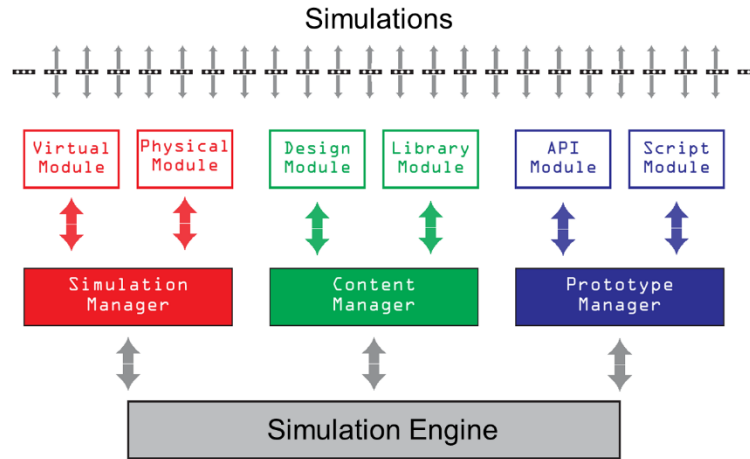 Simulations
Virtual Module
Physical Module
Design Module
Library Module
API Module
Script Module
Simulation Manager
Content Manager
Prototype Manager
Simulation Engine